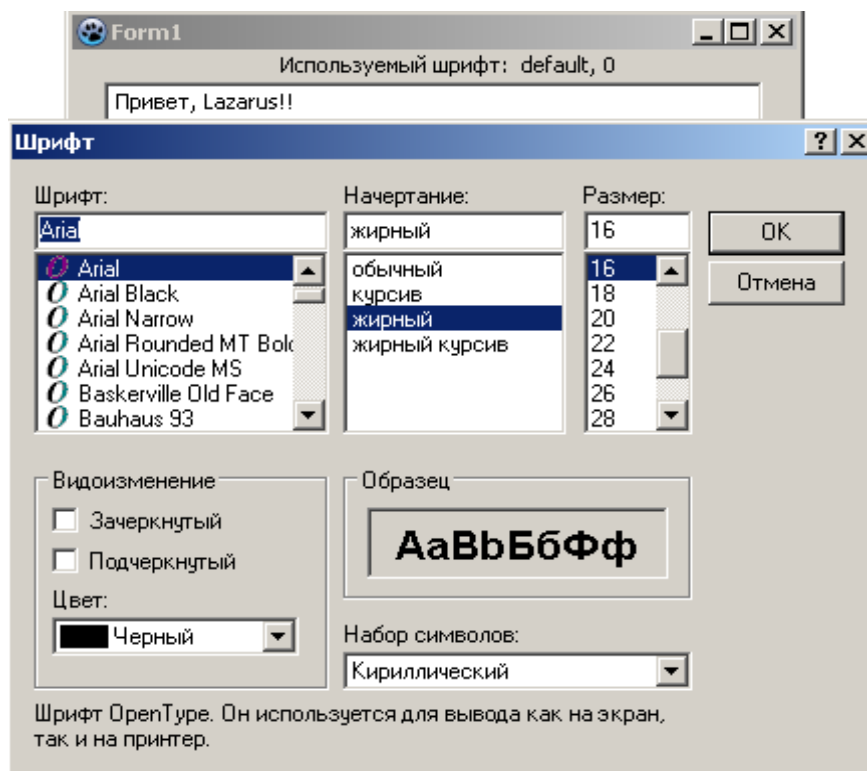 Form1
Используемый шрифт: default, 0
Привет, Lazarus!!
Шрифт
Шрифт:
Arial
Arial
Arial Black
Arial Narrow
Arial Rounded MT Bold
Arial Unicode MS
Baskerville Old Face
Bauhaus 93
Начертание:
жирный
обычный
курсив
жирный
жирный курсив
Размер:
16
16
18
20
22
24
26
28
OK
Отмена
Видоизменение
Зачеркнутый
Подчеркнутый
Цвет:
Черный
Образец
АаВbБбФф
Набор символов:
Кириллический
Шрифт OpenType. Он используется для вывода как на экран,
так и на принтер.